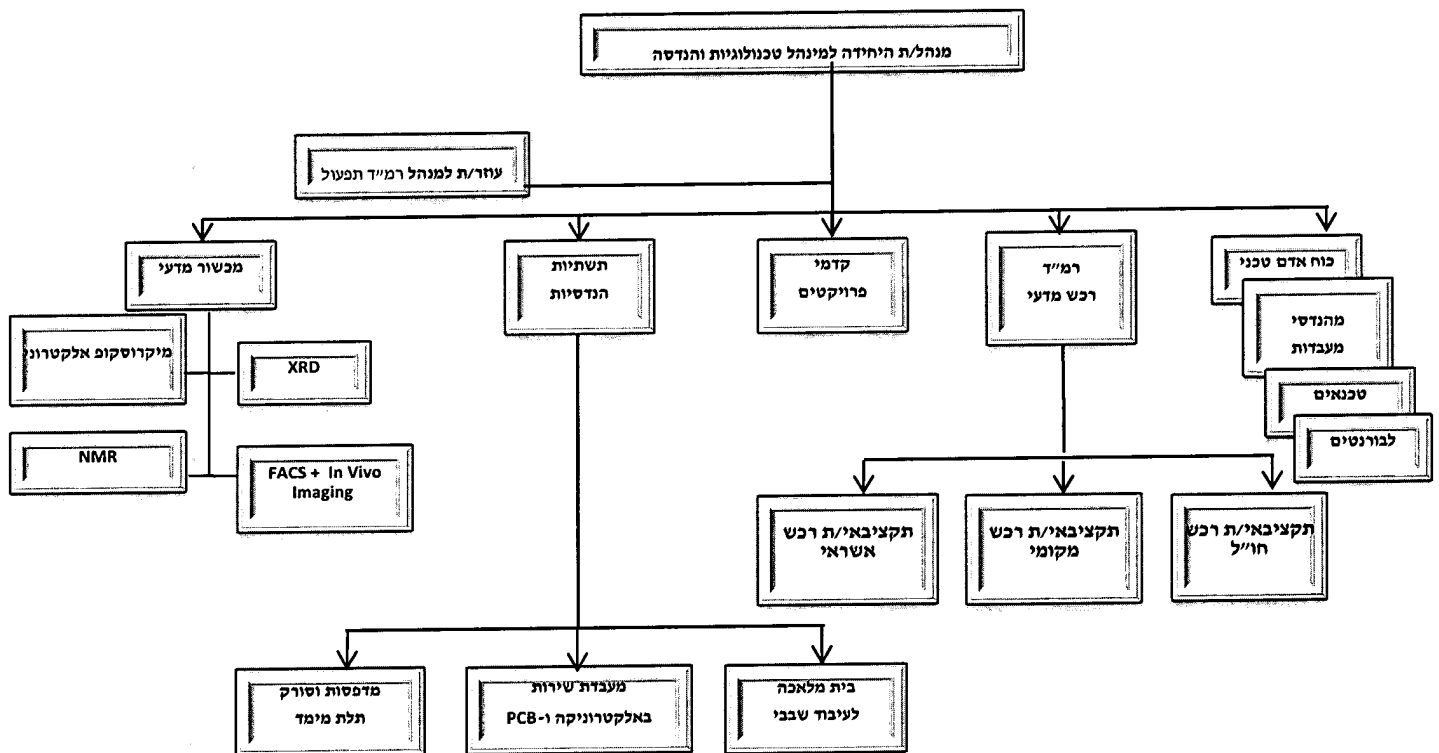 מנהל/ת היחידה למינהל טכנולוגיות והנדסה
עוזר/ת למנהל רמ״ד תפעול
כוח אדם טכני
מהנדסי
מעבדות
טכנאים
לבורנטים
רמ״ד
רכש מדעי
תקציבאי/ת רכש
חו״ל
תקציבאי/ת רכש
מקומי
תקציבאי/ת רכש
אשראי
קדמי
פרויקטים
תשתיות
הנדסיות
בית מלאכה
לעיבוד שבבי
מעבדת שירות
באלקטרוניקה ו-PCB
מדפסות וסורק
תלת מימד
מכשור מדעי
XRD
מיקרוסקופ אלקטרוני
FACS + In Vivo
Imaging
NMR